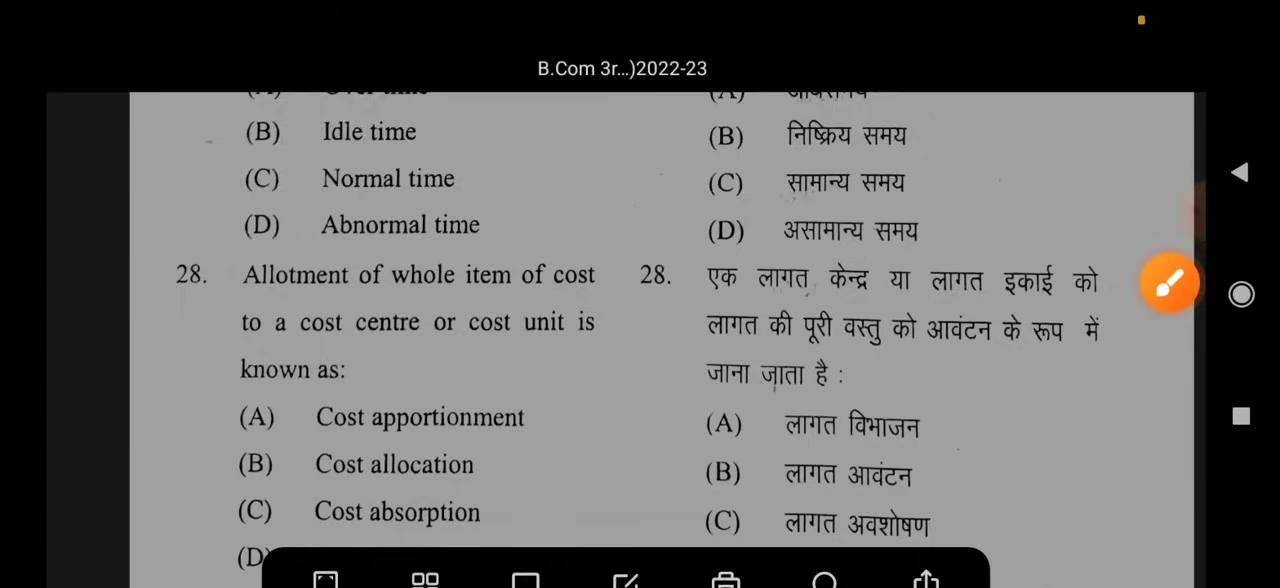 B.Com 3r...)2022-23
(B) Idle time
(C) Normal time
(D) Abnormal time
28. Allotment of whole item of cost
to a cost centre or cost unit is
known as:
(A) Cost apportionment
(B) Cost allocation
(C) Cost absorption
(D)
(A)
(B) निष्क्रिय समय
(C) सामान्य समय
(D) असामान्य समय
28. एक लागत केन्द्र या लागत इकाई को
लागत की पूरी वस्तु को आवंटन के रूप में
जाना जाता है :
(A) लागत विभाजन
(B) लागत आवंटन
(C) लागत अवशोषण